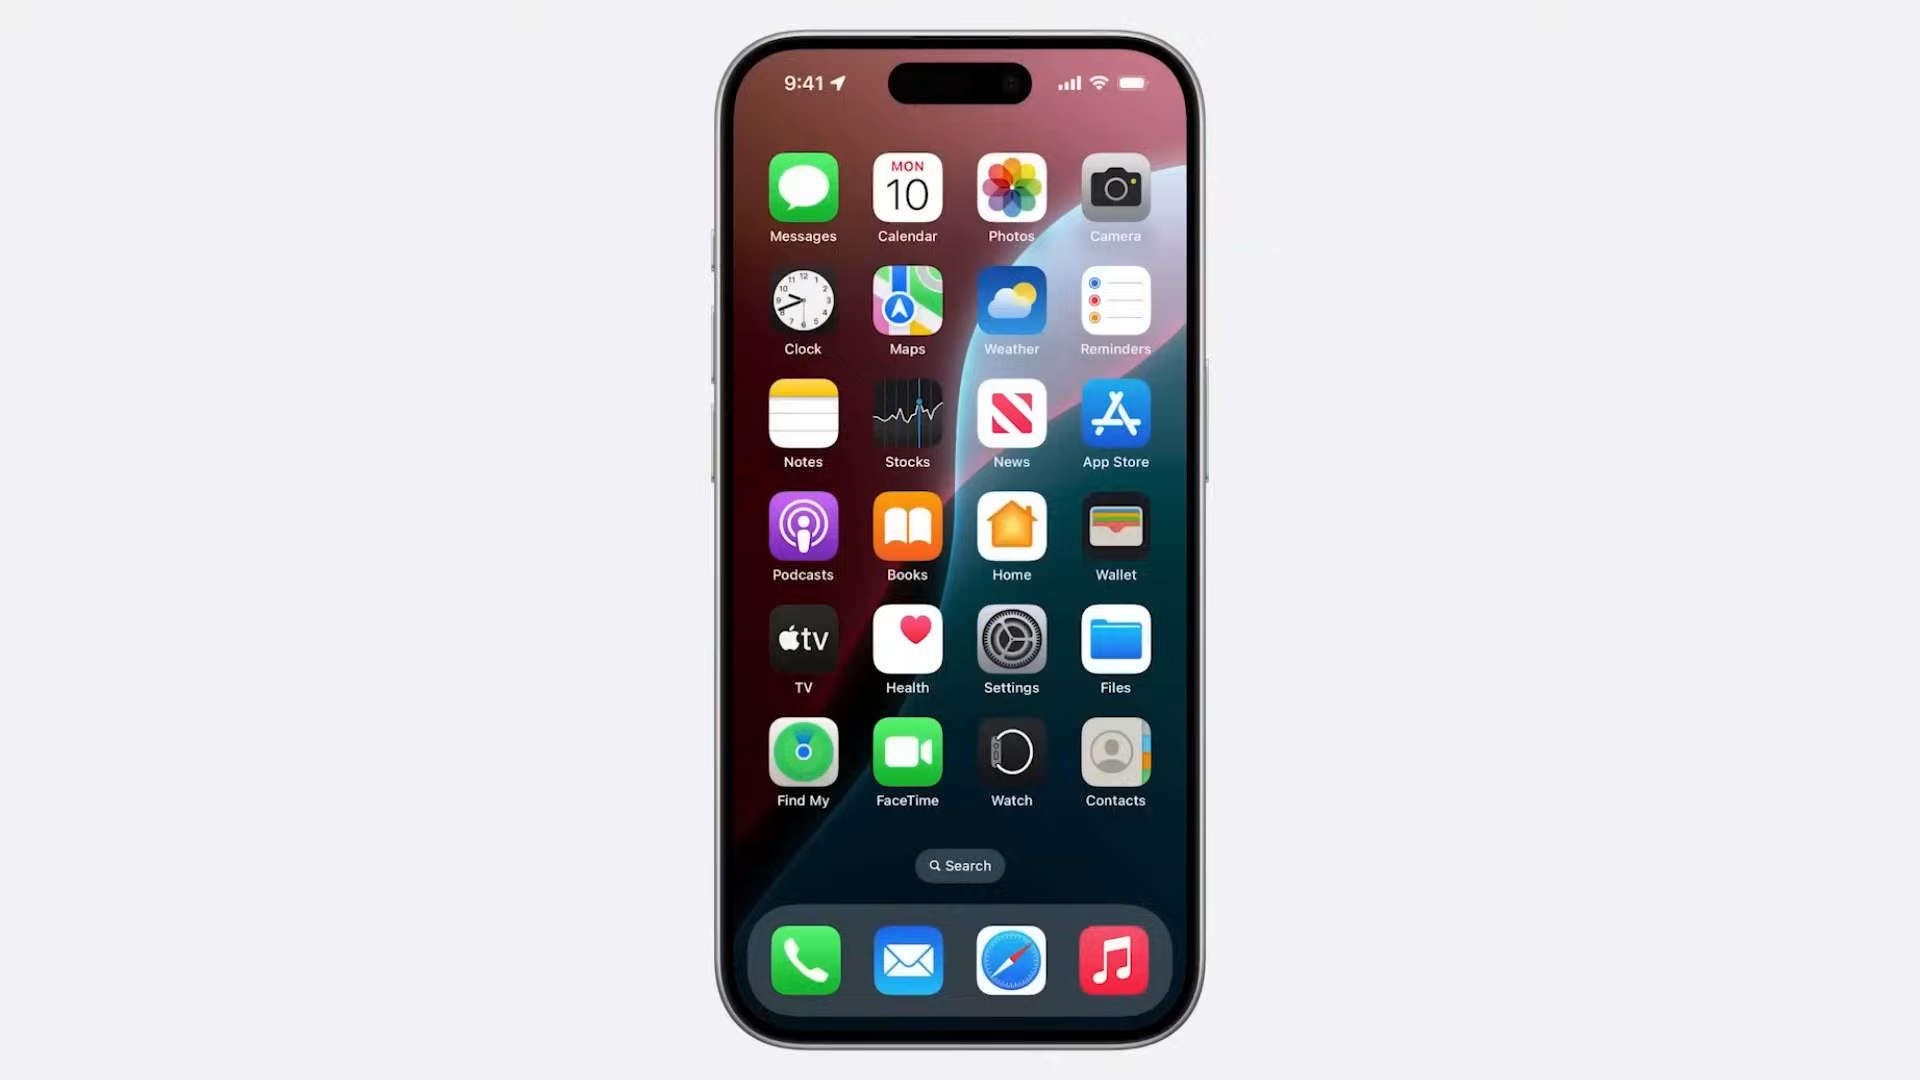 9:41
MON
10
Messages Calendar Photos Camera
Clock Maps Weather Reminders
Notes Stocks News App Store
Podcasts Books Home Wallet
tv
TV Health Settings Files
Find My FaceTime Watch Contacts
Search